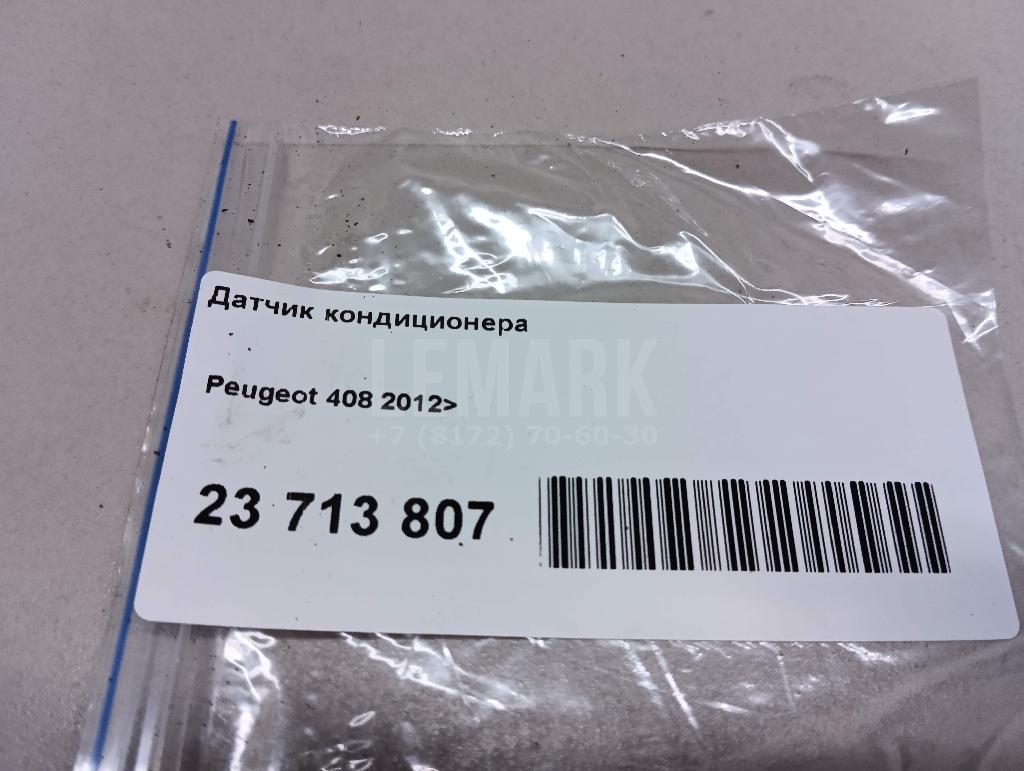 Датчик кондиционера
LEMARK
Peugeot 408 2012>
+7 (8172) 70-60-30
23 713 807